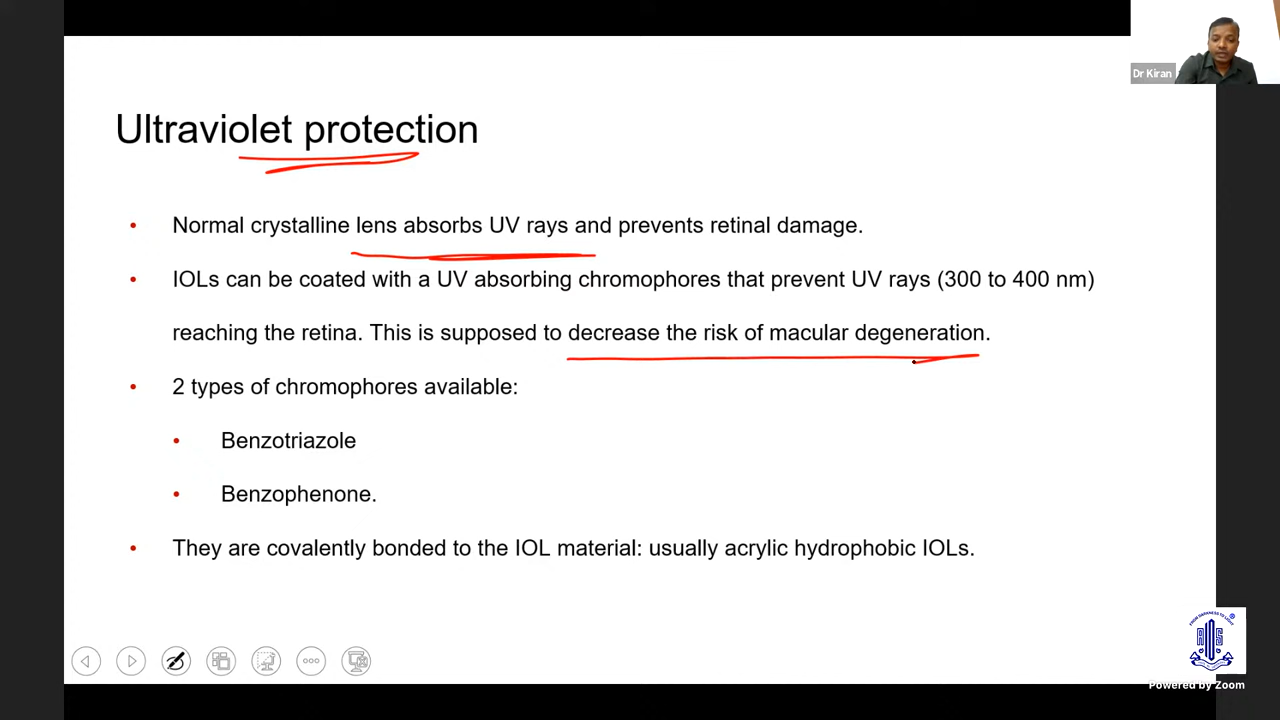 Dr Kiran
Ultraviolet protection
• Normal crystalline lens absorbs UV rays and prevents retinal damage.
• IOLs can be coated with a UV absorbing chromophores that prevent UV rays (300 to 400 nm)
reaching the retina. This is supposed to decrease the risk of macular degeneration.
• 2 types of chromophores available:
• Benzotriazole
• Benzophenone.
• They are covalently bonded to the IOL material: usually acrylic hydrophobic IOLs.
Powered by Zoom